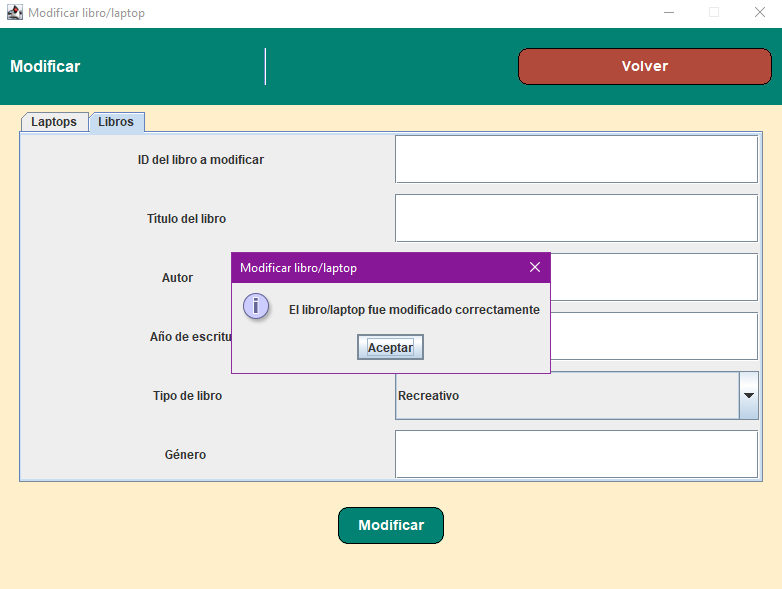 Modificar libro/laptop
Modificar
Volver
Laptops
Libros
ID del libro a modificar
Título del libro
Autor
Año de escritu
Tipo de libro
Recreativo
Género
Modificar libro/laptop
El libro/laptop fue modificado correctamente
Aceptar
Modificar